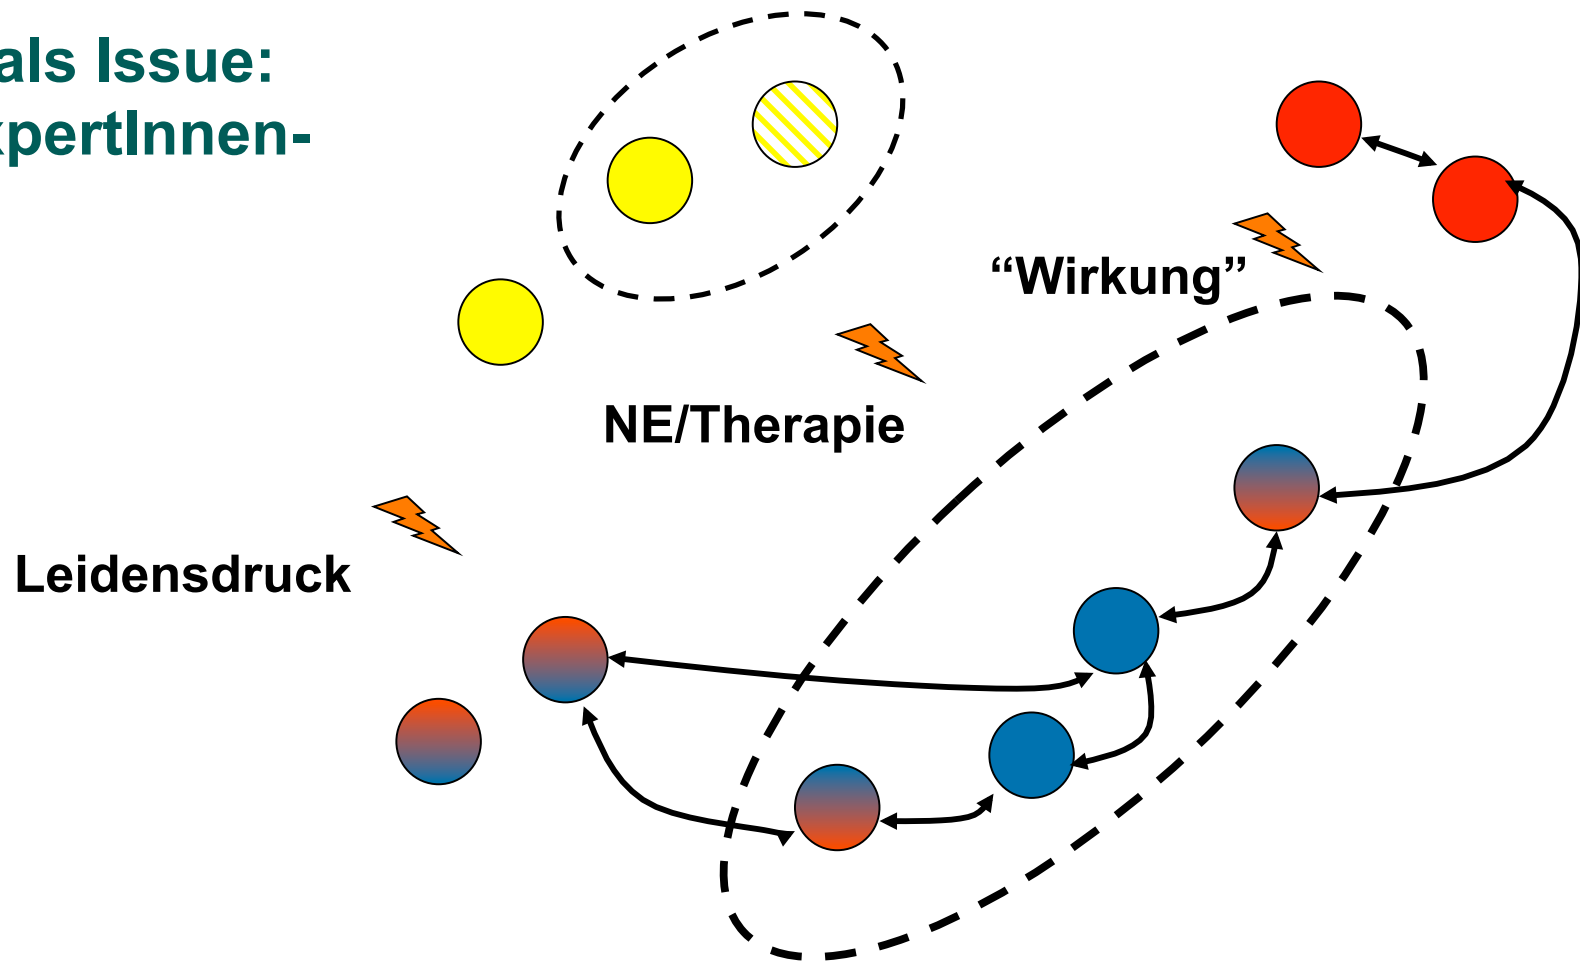 als Issue:
xpertInnen-
“Wirkung”
NE/Therapie
Leidensdruck